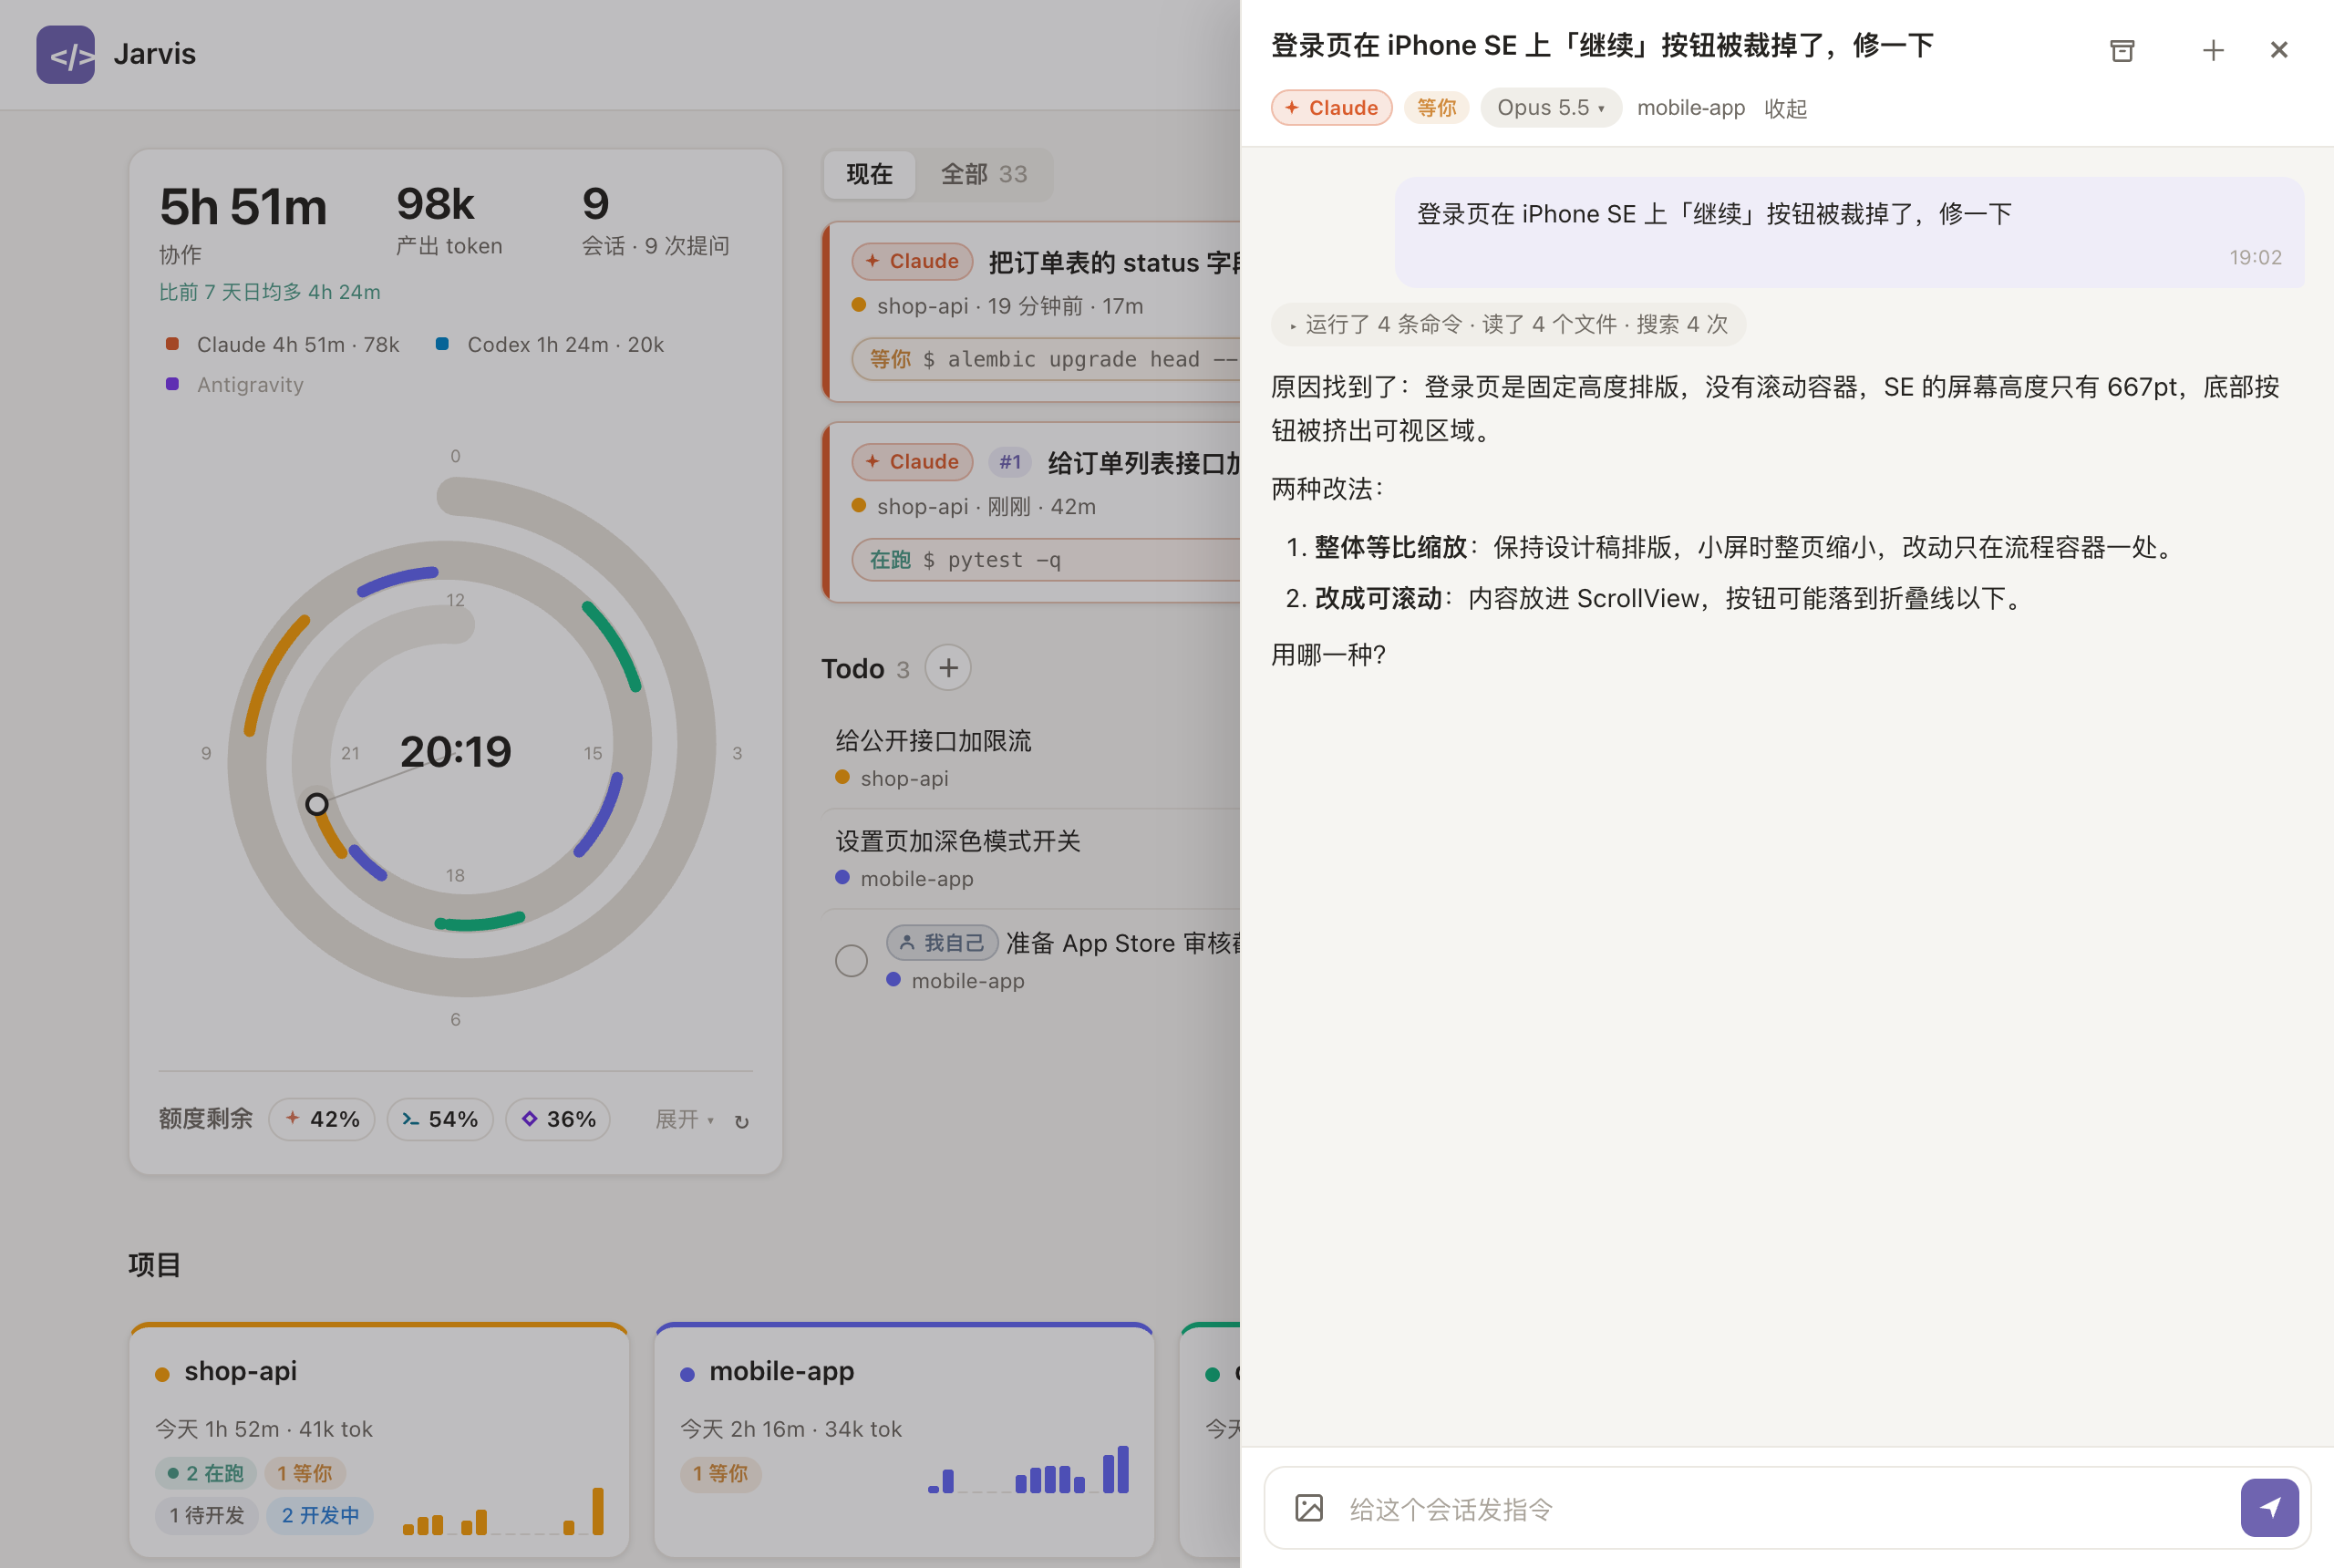 </> Jarvis
5h 51m
协作
比前 7 天日均多 4h 24m
98k
产出 token
9
会话 · 9 次提问
Claude 4h 51m · 78k
Codex 1h 24m · 20k
Antigravity
0
12
9
21
20:19
15
3
18
6
额度剩余
42%
54%
36%
展开
现在
全部 33
Claude 把订单表的 status
shop-api · 19 分钟前 · 17m
等你 $ alembic upgrade head --
Claude #1 给订单列表接口
shop-api · 刚刚 · 42m
在跑 $ pytest -q
Todo 3
给公开接口加限流
shop-api
设置页加深色模式开关
mobile-app
我自己 准备 App Store 审核
mobile-app
项目
shop-api
今天 1h 52m · 41k tok
2 在跑
1 等你
1 待开发
2 开发中
mobile-app
今天 2h 16m · 34k tok
1 等你
今天
登录页在 iPhone SE 上「继续」按钮被裁掉了，修一下
Claude 等你 Opus 5.5 mobile-app 收起
登录页在 iPhone SE 上「继续」按钮被裁掉了，修一下
19:02
运行了 4 条命令 · 读了 4 个文件 · 搜索 4 次
原因找到了：登录页是固定高度排版，没有滚动容器，SE 的屏幕高度只有 667pt，底部按
钮被挤出可视区域。
两种改法：
1. 整体等比缩放：保持设计稿排版，小屏时整页缩小，改动只在流程容器一处。
2. 改成可滚动：内容放进 ScrollView，按钮可能落到折叠线以下。
用哪一种？
给这个会话发指令